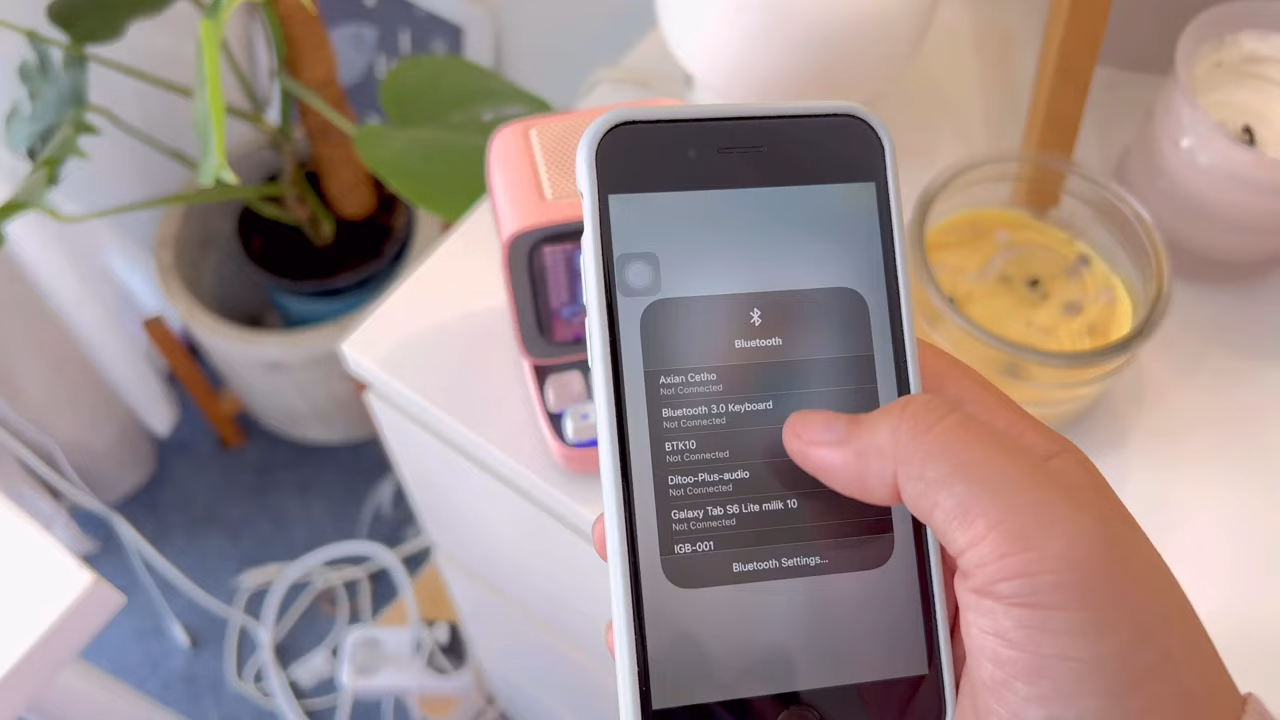 Bluetooth
Axian Cetho
Not Connected
Bluetooth 3.0 Keyboard
Not Connected
BTK10
Not Connected
Ditoo-Plus-audio
Not Connected
Galaxy Tab S6 Lite milik 10
Not Connected
IGB-001
Bluetooth Settings...